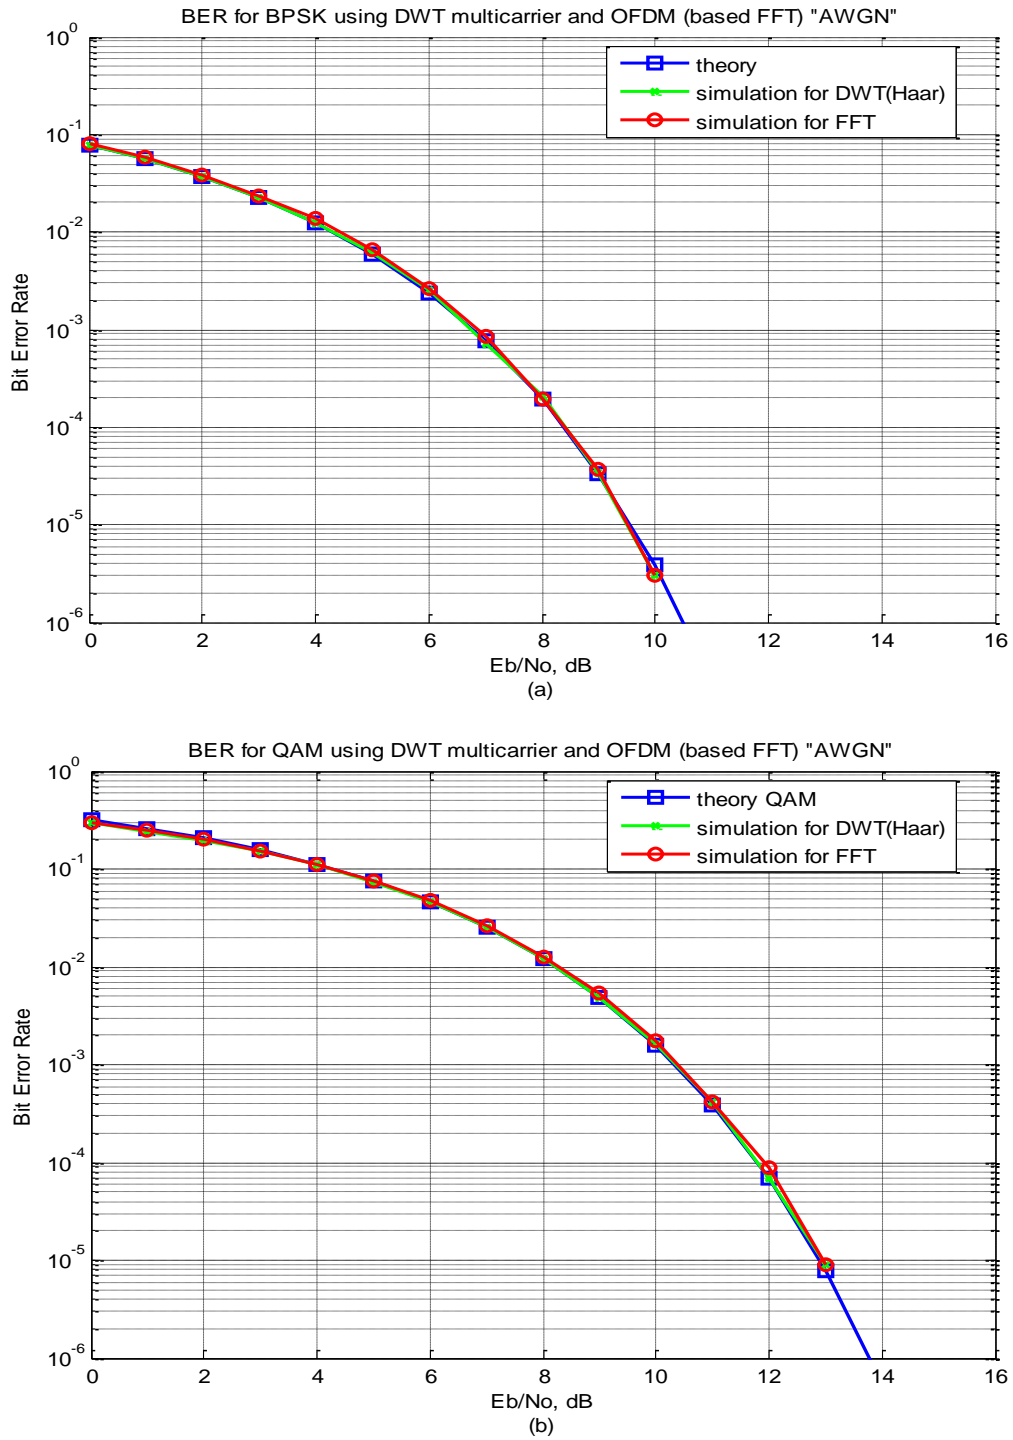 BER for BPSK using DWT multicarrier and OFDM (based FFT) "AWGN"
10^0
10^-1
10^-2
10^-3
10^-4
10^-5
10^-6
Bit Error Rate
theory
simulation for DWT(Haar)
simulation for FFT
0 2 4 6 8 10 12 14 16
Eb/No, dB
(a)
BER for QAM using DWT multicarrier and OFDM (based FFT) "AWGN"
10^0
10^-1
10^-2
10^-3
10^-4
10^-5
10^-6
Bit Error Rate
theory QAM
simulation for DWT(Haar)
simulation for FFT
0 2 4 6 8 10 12 14 16
Eb/No, dB
(b)